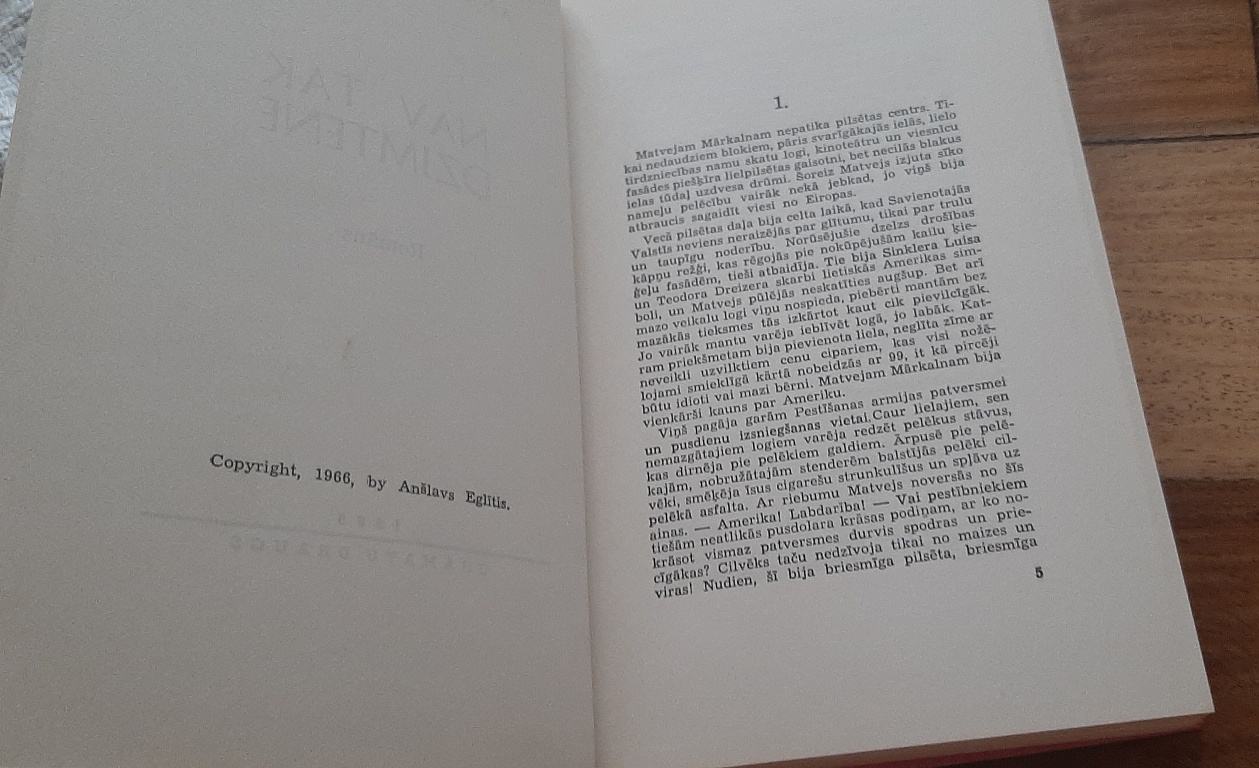 NAV TAK
DZIMTENE
Romāns
Copyright, 1966, by Anšlavs Eglītis.
1966
GRĀMATU DRAUGS
1.
Matvejam Mārkalnam nepatika pilsētas centrs. Ti-
kai nedaudziem blokiem, pāris svarīgākajās ielās, lielo
tirdzniecības namu skatu logi, kinoteātru un viesnīcu
fasādes piešķīra lielpilsētas gaisotni, bet necilās blakus
ielas tūdaļ uzdvesa drūmi. Šoreiz Matvejs izjuta sīko
nameļu pelēcību vairāk nekā jebkad, jo viņš bija
atbraucis sagaidīt viesi no Eiropas.
Vecā pilsētas daļa bija celta laikā, kad Savienotajās
Valstīs neviens neraizējās par glītumu, tikai par trulu
un taupīgu noderību. Norūsējušie dzelzs drošības
kāpņu režģi, kas rēgojās pie nokūpējušām kailu ķie-
ģeļu fasādēm, tieši atbaidīja. Tie bija Sinklera Luisa
un Teodora Dreizera skarbi lietiskās Amerikas sim-
boli, un Matvejs pūlējās neskatīties augšup. Bet arī
mazo veikalu logi viņu nospieda, piebērti mantām bez
mazākās tieksmes tās izkārtot kaut cik pievilcīgāk.
Jo vairāk mantu varēja ieblīvēt logā, jo labāk. Kat-
ram priekšmetam bija pievienota liela, neglīta zīme ar
neveikli uzvilktiem cenu cipariem, kas visi nožē-
lojami smieklīgā kārtā nobeidzās ar 99, it kā pircēji
būtu idioti vai mazi bērni. Matvejam Mārkalnam bija
vienkārši kauns par Ameriku.
Viņš pagāja garām Pestīšanas armijas patversmei
un pusdienu izsniegšanas vietai. Caur lielajiem, sen
nemazgātajiem logiem varēja redzēt pelēkus stāvus,
kas dirnēja pie pelēkiem galdiem. Ārpusē pie pelē-
kajām, nobružātajām stenderēm balstījās pelēki cil-
vēki, smēķēja īsus cigarešu strunkulīšus un spļāva uz
pelēkā asfalta. Ar riebumu Matvejs novērsās no šīs
ainas. — Amerika! Labdarība! — Vai pestībniekiem
tiešām neatlikās pusdolara krāsas podiņam, ar ko no-
krāsot vismaz patversmes durvis spodras un prie-
cīgākas? Cilvēks taču nedzīvoja tikai no maizes un
viras! Nudien, šī bija briesmīga pilsēta, briesmīga
5